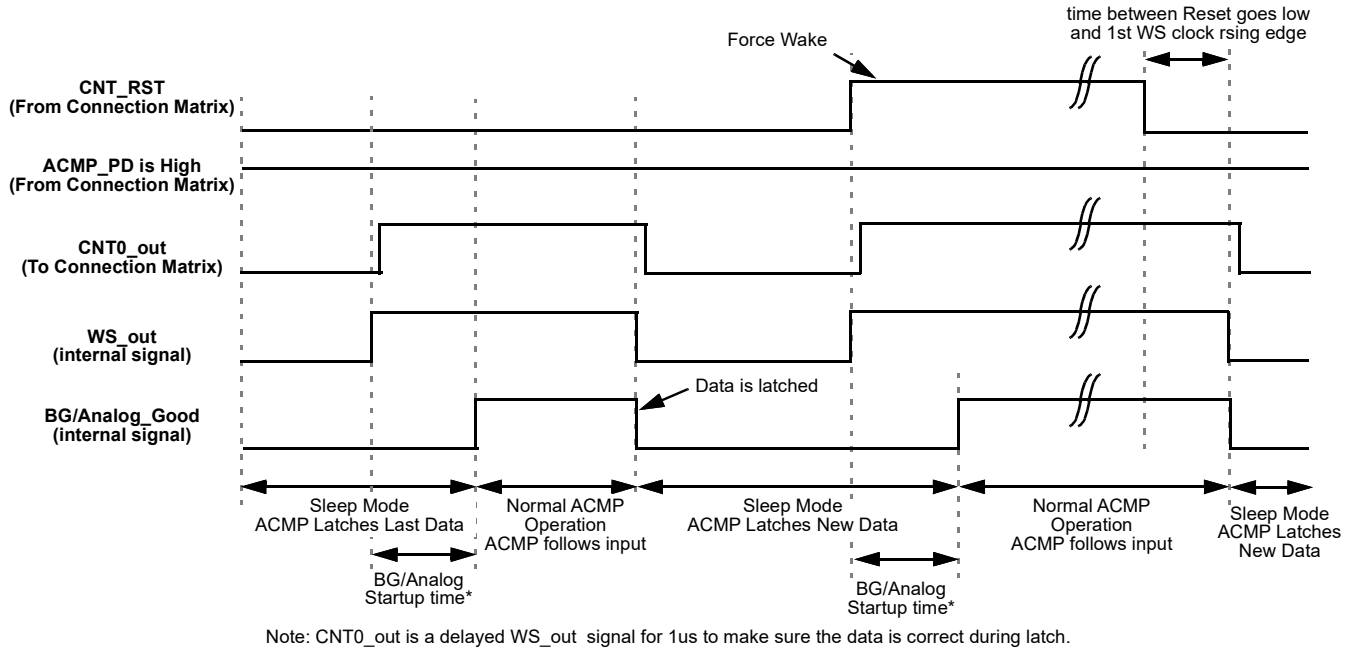 time between Reset goes low
and 1st WS clock rsing edge
Force Wake
CNT_RST
(From Connection Matrix)
ACMP_PD is High
(From Connection Matrix)
CNT0_out
(To Connection Matrix)
WS_out
(internal signal)
Data is latched
BG/Analog_Good
(internal signal)
Sleep Mode
ACMP Latches Last Data
Normal ACMP
Operation
ACMP follows input
Sleep Mode
ACMP Latches New Data
Normal ACMP
Operation
ACMP follows input
Sleep Mode
ACMP Latches
New Data
BG/Analog
Startup time*
BG/Analog
Startup time*
Note: CNT0_out is a delayed WS_out signal for 1us to make sure the data is correct during latch.